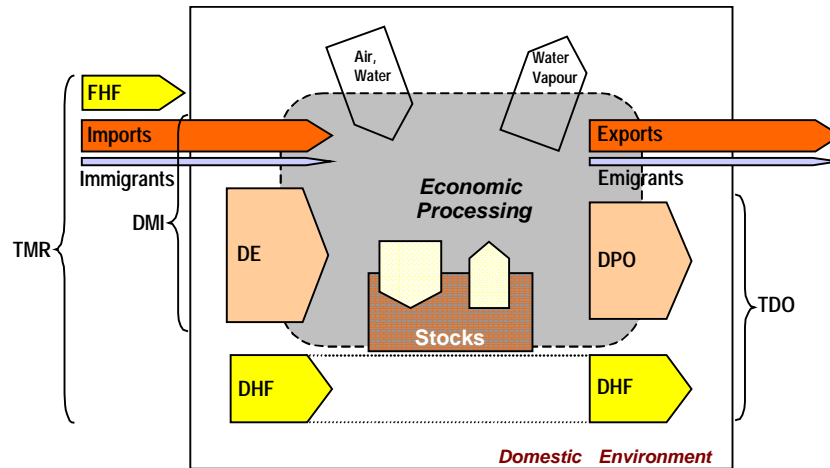 Air,
Water
Water
Vapour
FHF
Imports
Exports
Immigrants
Emigrants
Economic
Processing
TMR
DMI
DE
DPO
TDO
Stocks
DHF
DHF
Domestic Environment